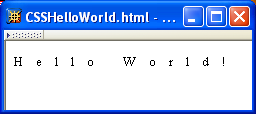 CSSHelloWorld.html - ...
H e l l o   W o r l d !